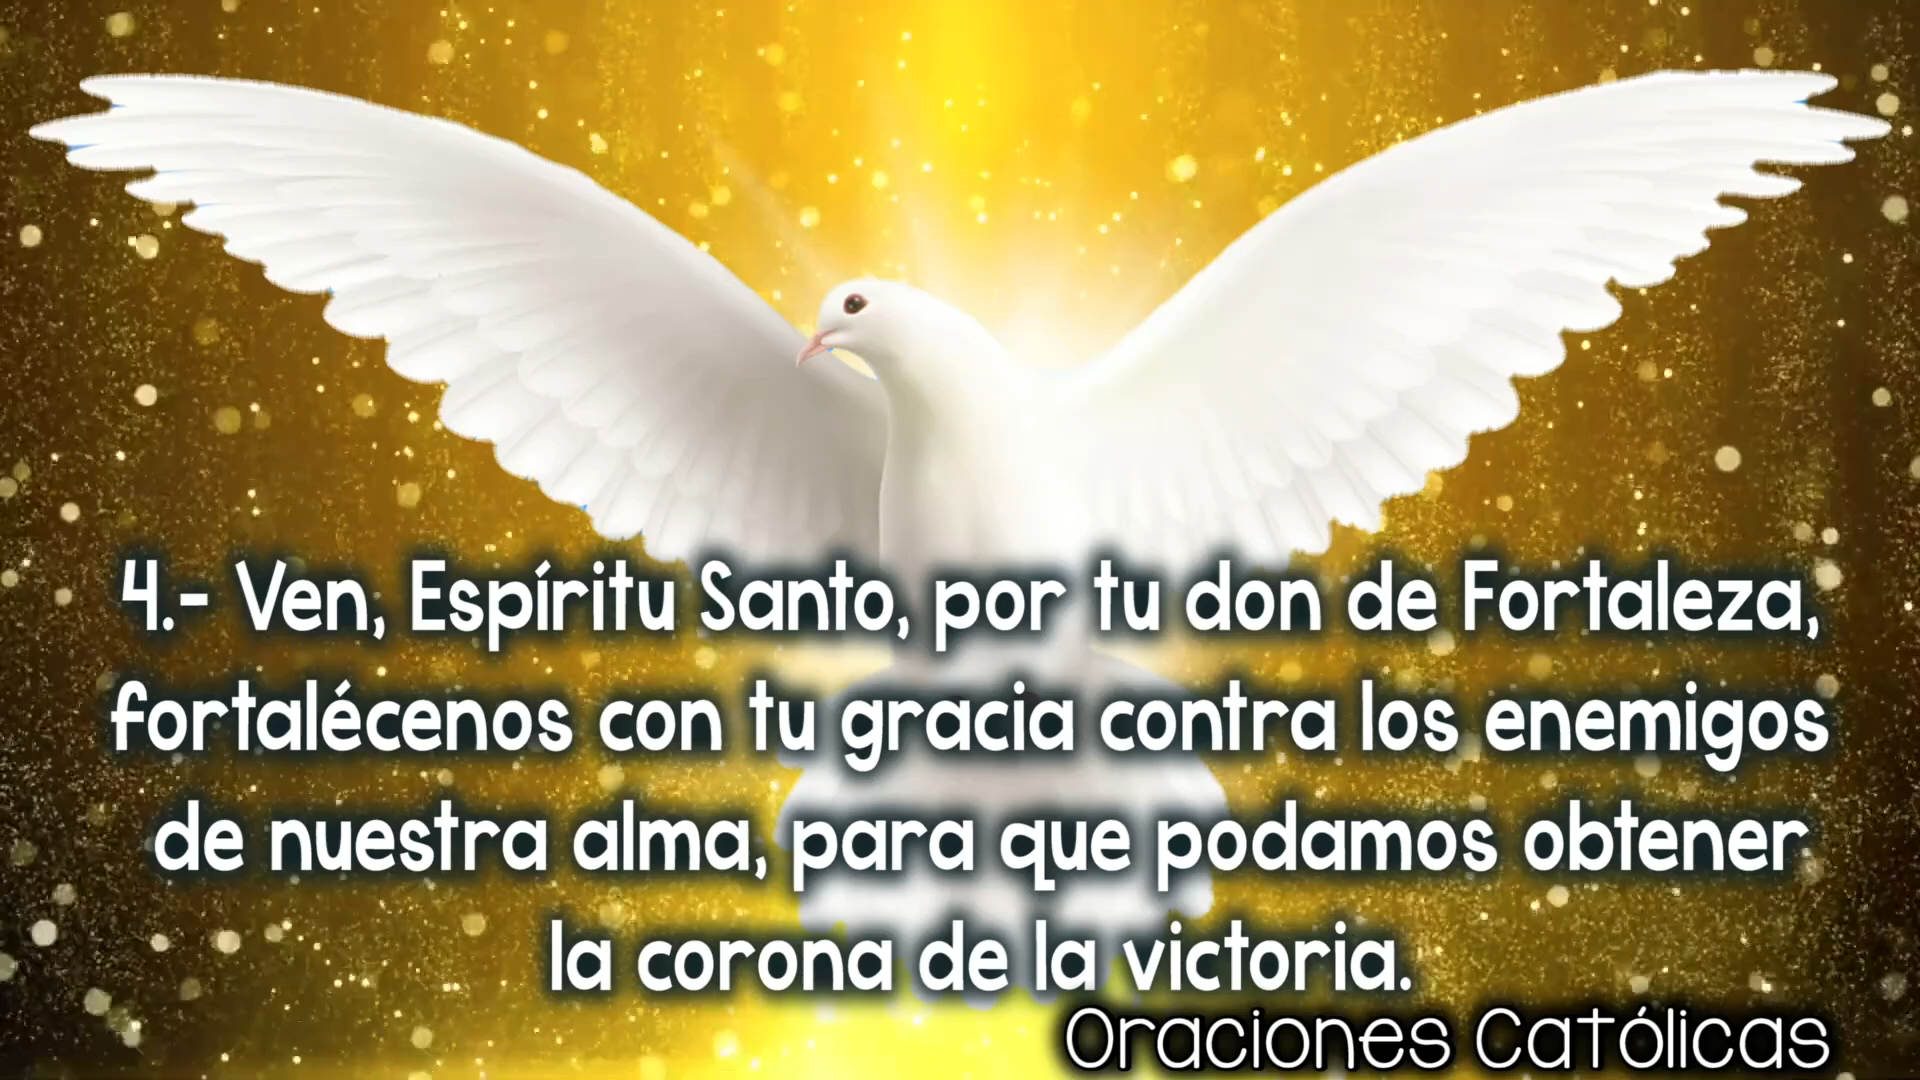 4.- Ven, Espíritu Santo, por tu don de Fortaleza,
fortalécenos con tu gracia contra los enemigos
de nuestra alma, para que podamos obtener
la corona de la victoria.
Oraciones Católicas